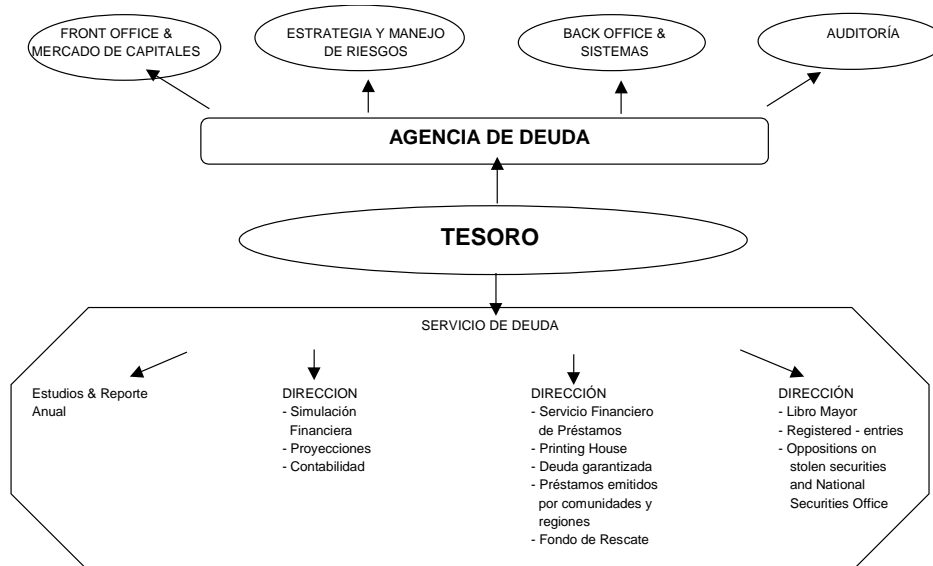 FRONT OFFICE &
MERCADO DE CAPITALES
ESTRATEGIA Y MANEJO
DE RIESGOS
BACK OFFICE &
SISTEMAS
AUDITORÍA
AGENCIA DE DEUDA
TESORO
SERVICIO DE DEUDA
Estudios & Reporte
Anual
DIRECCION
- Simulación
Financiera
- Proyecciones
- Contabilidad
DIRECCIÓN
- Servicio Financiero
de Préstamos
- Printing House
- Deuda garantizada
- Préstamos emitidos
por comunidades y
regiones
- Fondo de Rescate
DIRECCIÓN
- Libro Mayor
- Registered - entries
- Oppositions on
stolen securities
and National
Securities Office